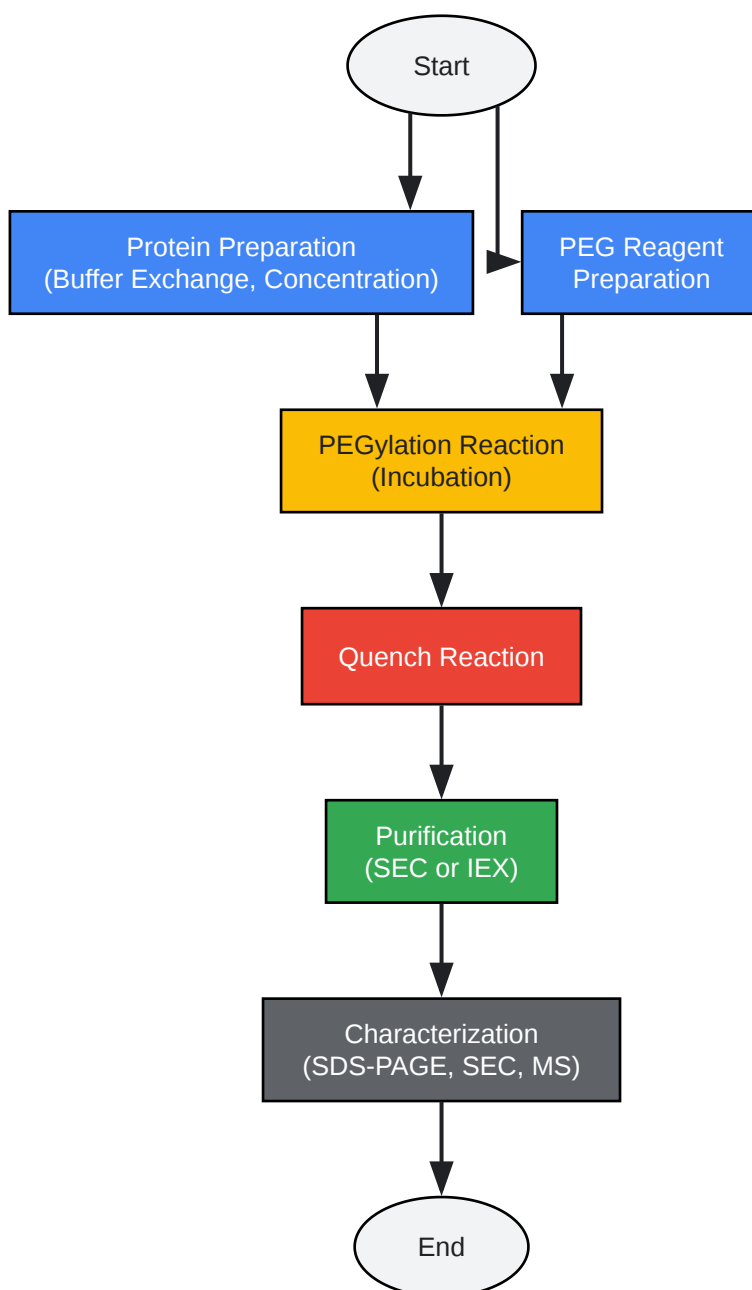 Start
Protein Preparation
(Buffer Exchange, Concentration)
PEG Reagent
Preparation
PEGylation Reaction
(Incubation)
Quench Reaction
Purification
(SEC or IEX)
Characterization
(SDS-PAGE, SEC, MS)
End